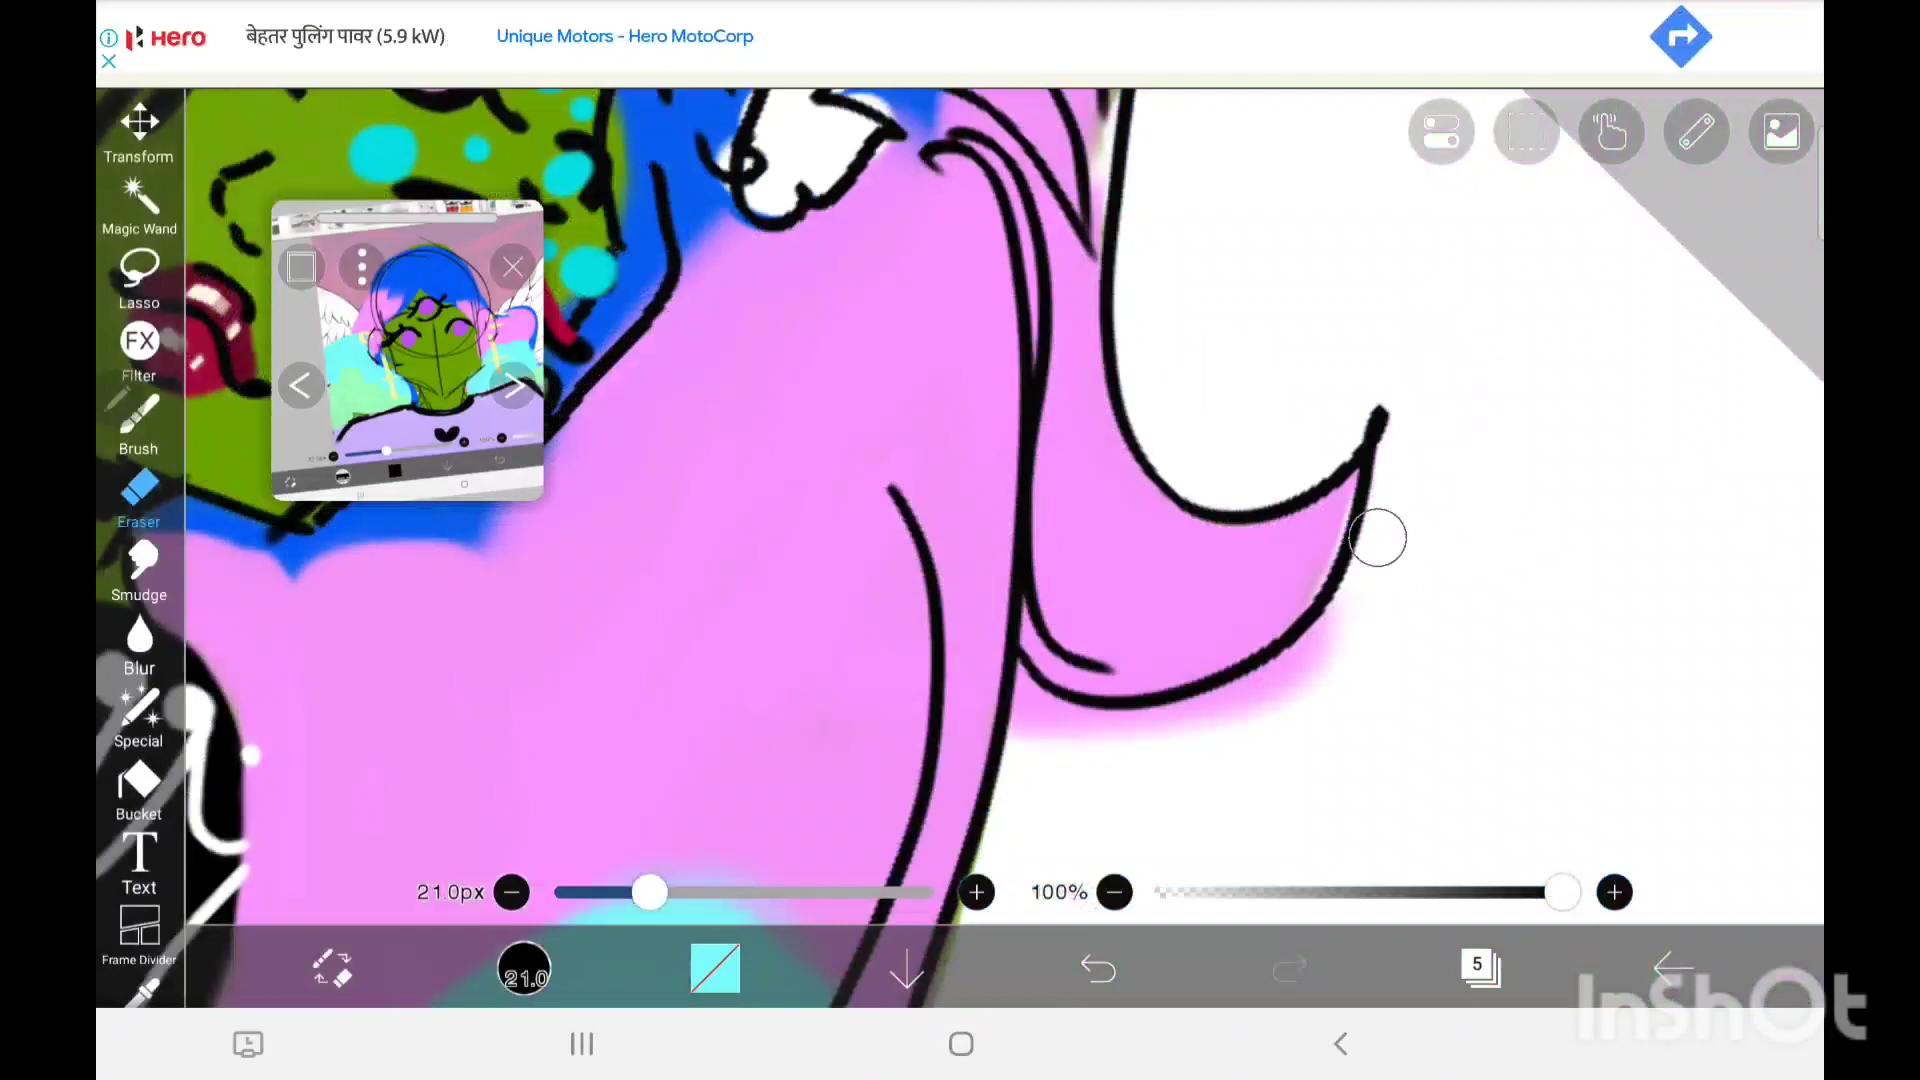 HERO
बेहतर पुलिंग पावर (5.9 kW)
Unique Motors - Hero MotoCorp
Transform
Magic Wand
Lasso
FX
Filter
Brush
Eraser
Smudge
Blur
Special
Bucket
T
Text
Frame Divider
21.0px
100%
21.0
5
InShOt